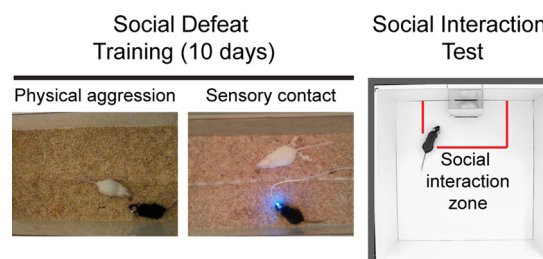 Social Defeat
Training (10 days)
Physical aggression
Sensory contact
Social Interaction
Test
Social
interaction
zone